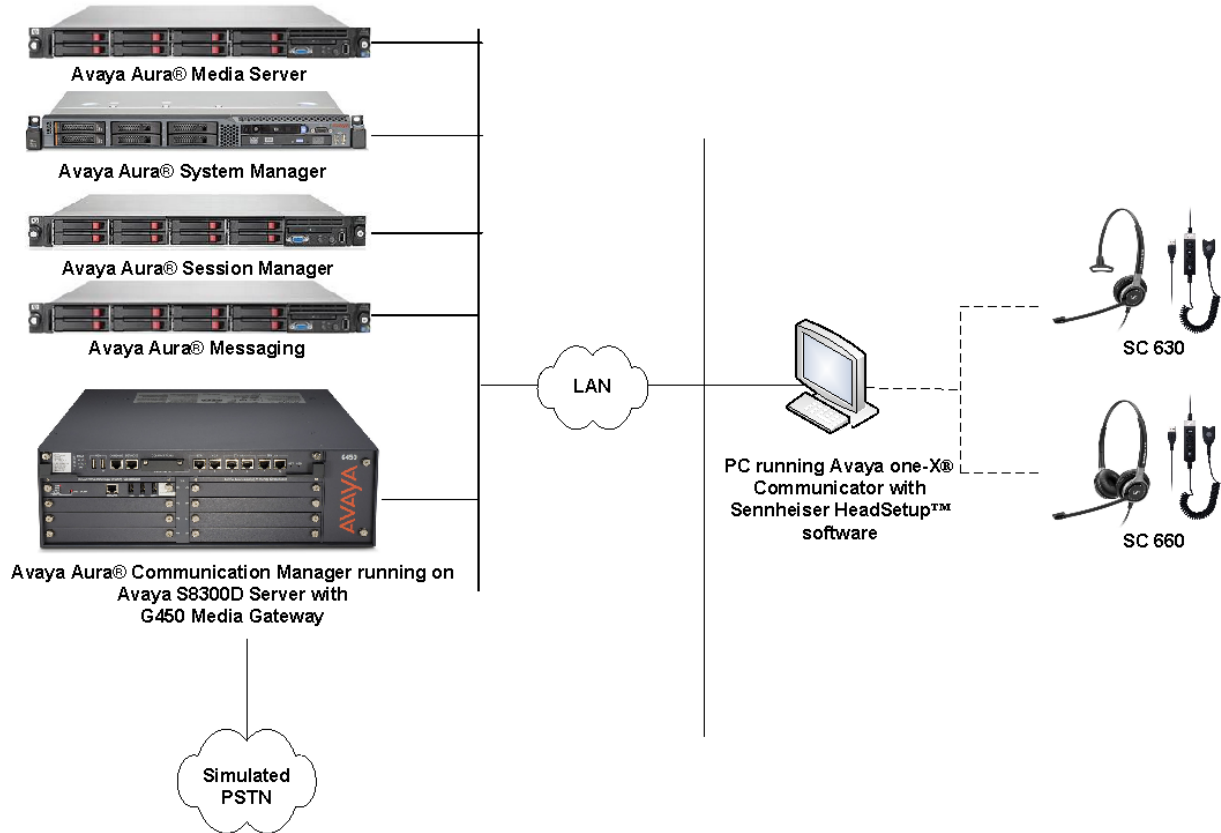 Avaya Aura® Media Server
Avaya Aura® System Manager
Avaya Aura® Session Manager
Avaya Aura® Messaging
G450
AVAYA
Avaya Aura® Communication Manager running on
Avaya S8300D Server with
G450 Media Gateway
Simulated
PSTN
LAN
PC running Avaya one-X®
Communicator with
Sennheiser HeadSetup™
software
SC 630
SC 660